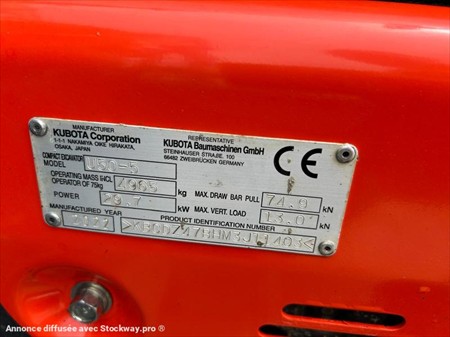 MANUFACTURER
KUBOTA Corporation
1-1-1 NAKAMIYA OIKE HIRAKATA,
OSAKA, JAPAN
REPRESENTATIVE
KUBOTA Baumaschinen GmbH
STEINHAUSER STRAßE 100
66482 ZWEIBRÜCKEN GERMANY
CE
COMPACT EXCAVATOR
MODEL
OPERATING MASS INCL.
OPERATOR OF 75kg kg
POWER kW
MAX. DRAW BAR PULL 74.0 kN
MAX. VERT. LOAD kN
MANUFACTURED YEAR
PRODUCT IDENTIFICATION NUMBER
Annonce diffusée avec Stockway.pro ®